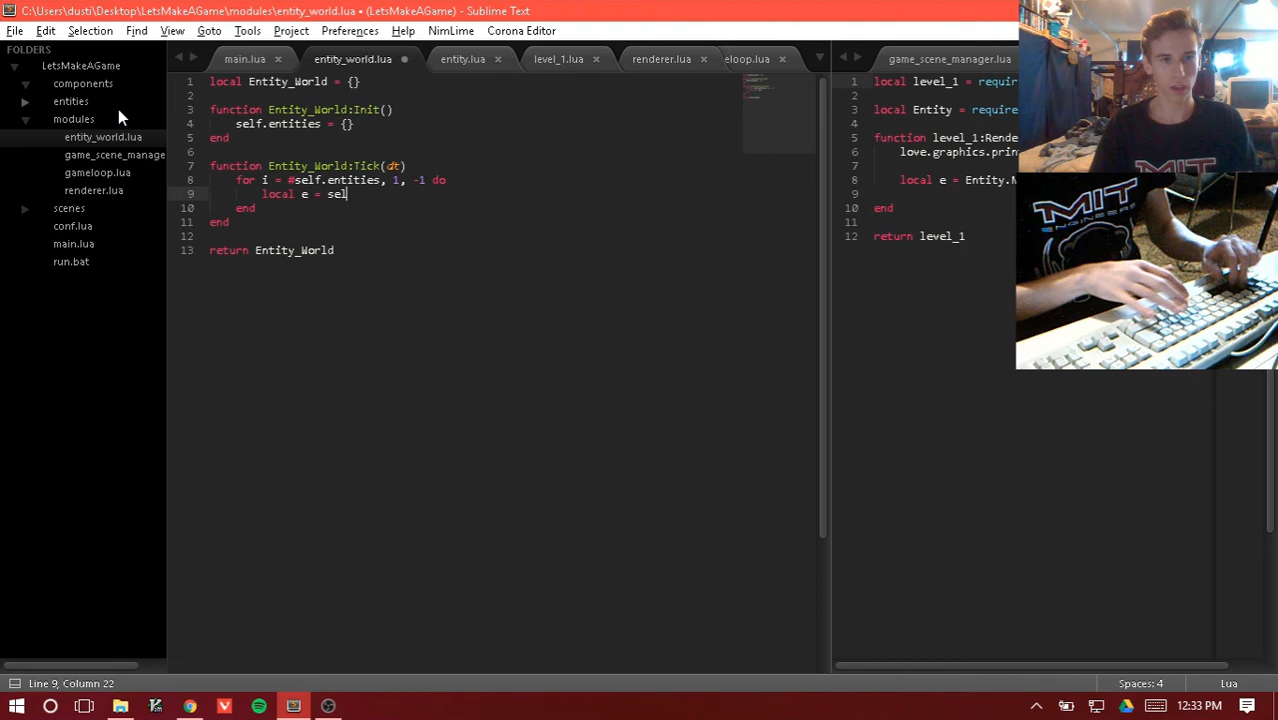 C:\Users\dusti\Desktop\LetsMakeAGame\modules\entity_world.lua • (LetsMakeAGame) - Sublime Text
File Edit Selection Find View Goto Tools Project Preferences Help NimLime Corona Editor
FOLDERS
LetsMakeAGame
components
entities
modules
entity_world.lua
game_scene_manage
gameloop.lua
renderer.lua
scenes
conf.lua
main.lua
run.bat
main.lua entity_world.lua entity.lua level_1.lua renderer.lua eloop.lua
1 local Entity_World = {}
2
3 function Entity_World:Init()
4 self.entities = {}
5 end
6
7 function Entity_World:Tick(dt)
8 for i = #self.entities, 1, -1 do
9 local e = sel
10 end
11 end
12
13 return Entity_World
game_scene_manager.lua
1 local level_1 = requir
2
3 local Entity = require
4
5 function level_1:Rende
6 love.graphics.prin
7
8 local e = Entity.N
9
10 end
11
12 return level_1
MIT
ENGINEERS
MIT
ENGINEERS
Line 9, Column 22
Spaces: 4
Lua
12:33 PM